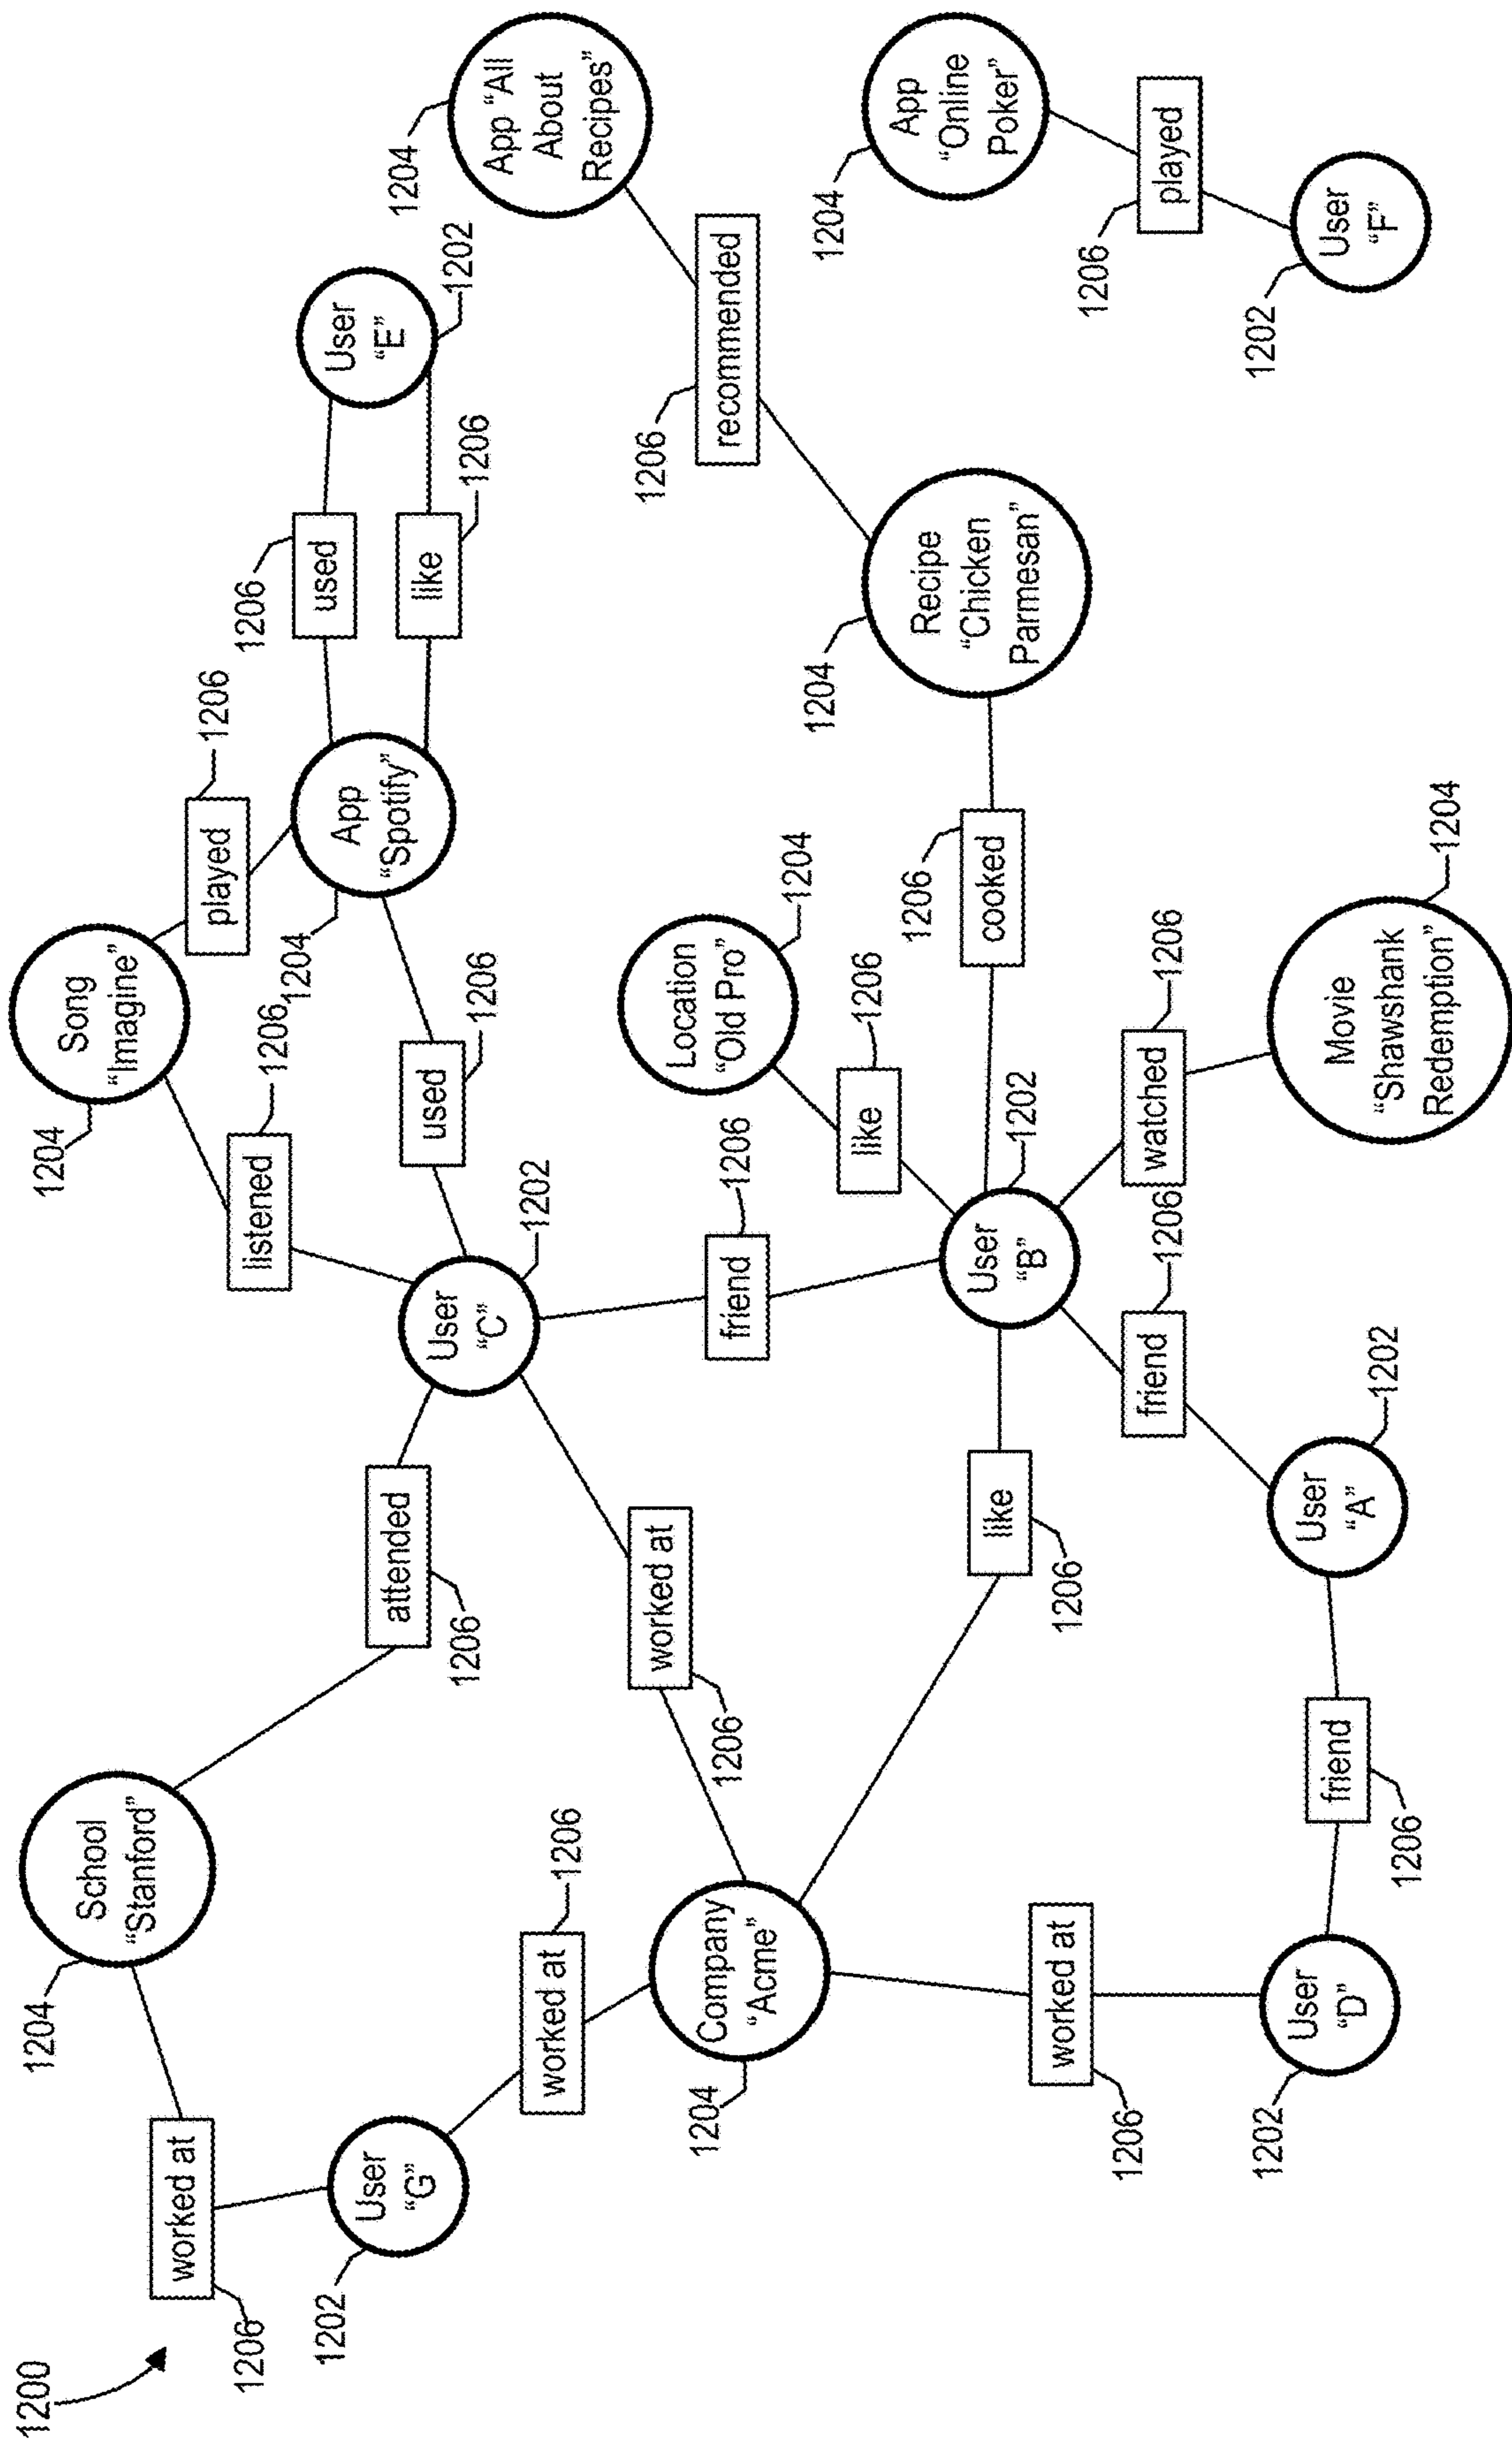 1200
1204
School
“Stanford”
worked at
1206
1202
User
“G”
worked at
1206
attended
1206
1204
Song
“Imagine”
listened
1206
played
1206
1204
App
“Spotify”
used
1206
like
1206
User
“E”
1202
User
“C”
1202
used
1206
1204
Company
“Acme”
worked at
1206
friend
1206
Location
“Old Pro”
1204
like
1206
1204
App “All
About
Recipes”
recommended
1206
1204
Recipe
“Chicken
Parmesan”
cooked
1206
User
“B”
1202
like
1206
worked at
1206
1202
User
“D”
friend
1206
User
“A”
1202
friend
1206
watched
1206
Movie
“Shawshank
Redemption”
1204
1204
App
“Online
Poker”
played
1206
1202
User
“F”